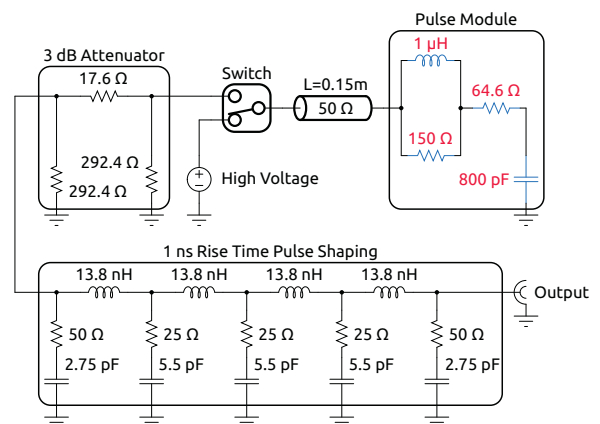 Pulse Module
1 µH
64.6 Ω
150 Ω
800 pF
3 dB Attenuator
17.6 Ω
292.4 Ω
292.4 Ω
Switch
L=0.15m
50 Ω
High Voltage
+
−
1 ns Rise Time Pulse Shaping
13.8 nH 13.8 nH 13.8 nH 13.8 nH
Output
50 Ω 25 Ω 25 Ω 25 Ω 50 Ω
2.75 pF 5.5 pF 5.5 pF 5.5 pF 2.75 pF